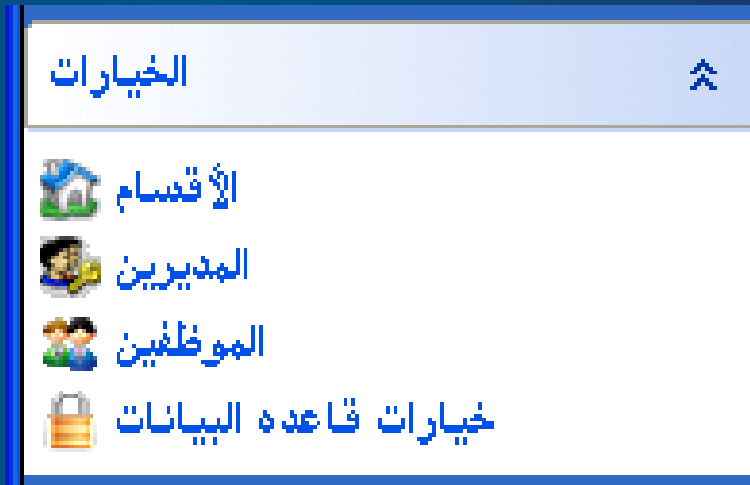 الخيارات
الأقسام
المديرين
الموظفين
خيارات قاعده البيانات